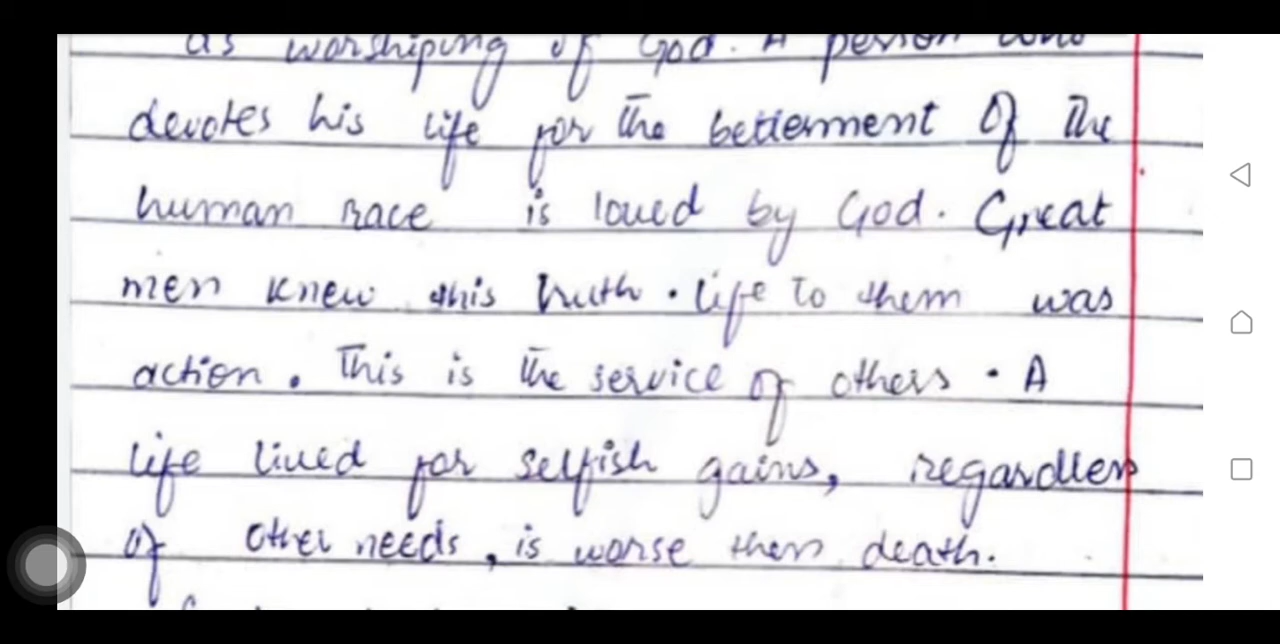 as worshiping of God. A person who
devotes his life for the betterment of the
human race is loved by God. Great
men knew this truth. life to them was
action. This is the service of others. A
life lived for selfish gains, regardless
of other needs, is worse then death.